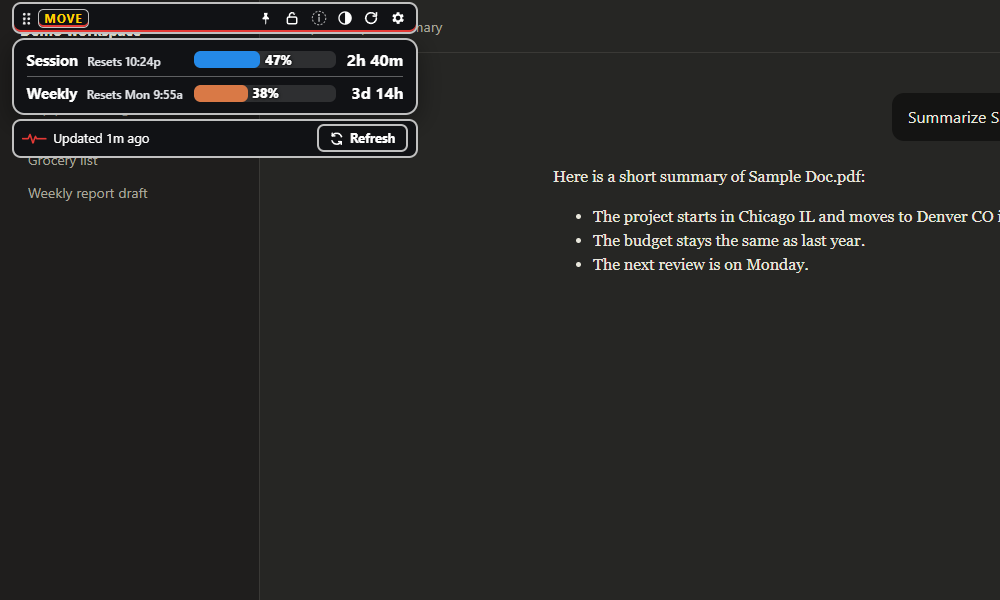 MOVE
mary
Session Resets 10:24p 47% 2h 40m
Weekly Resets Mon 9:55a 38% 3d 14h
Updated 1m ago Refresh
Grocery list
Weekly report draft
Summarize S
Here is a short summary of Sample Doc.pdf:
• The project starts in Chicago IL and moves to Denver CO i
• The budget stays the same as last year.
• The next review is on Monday.